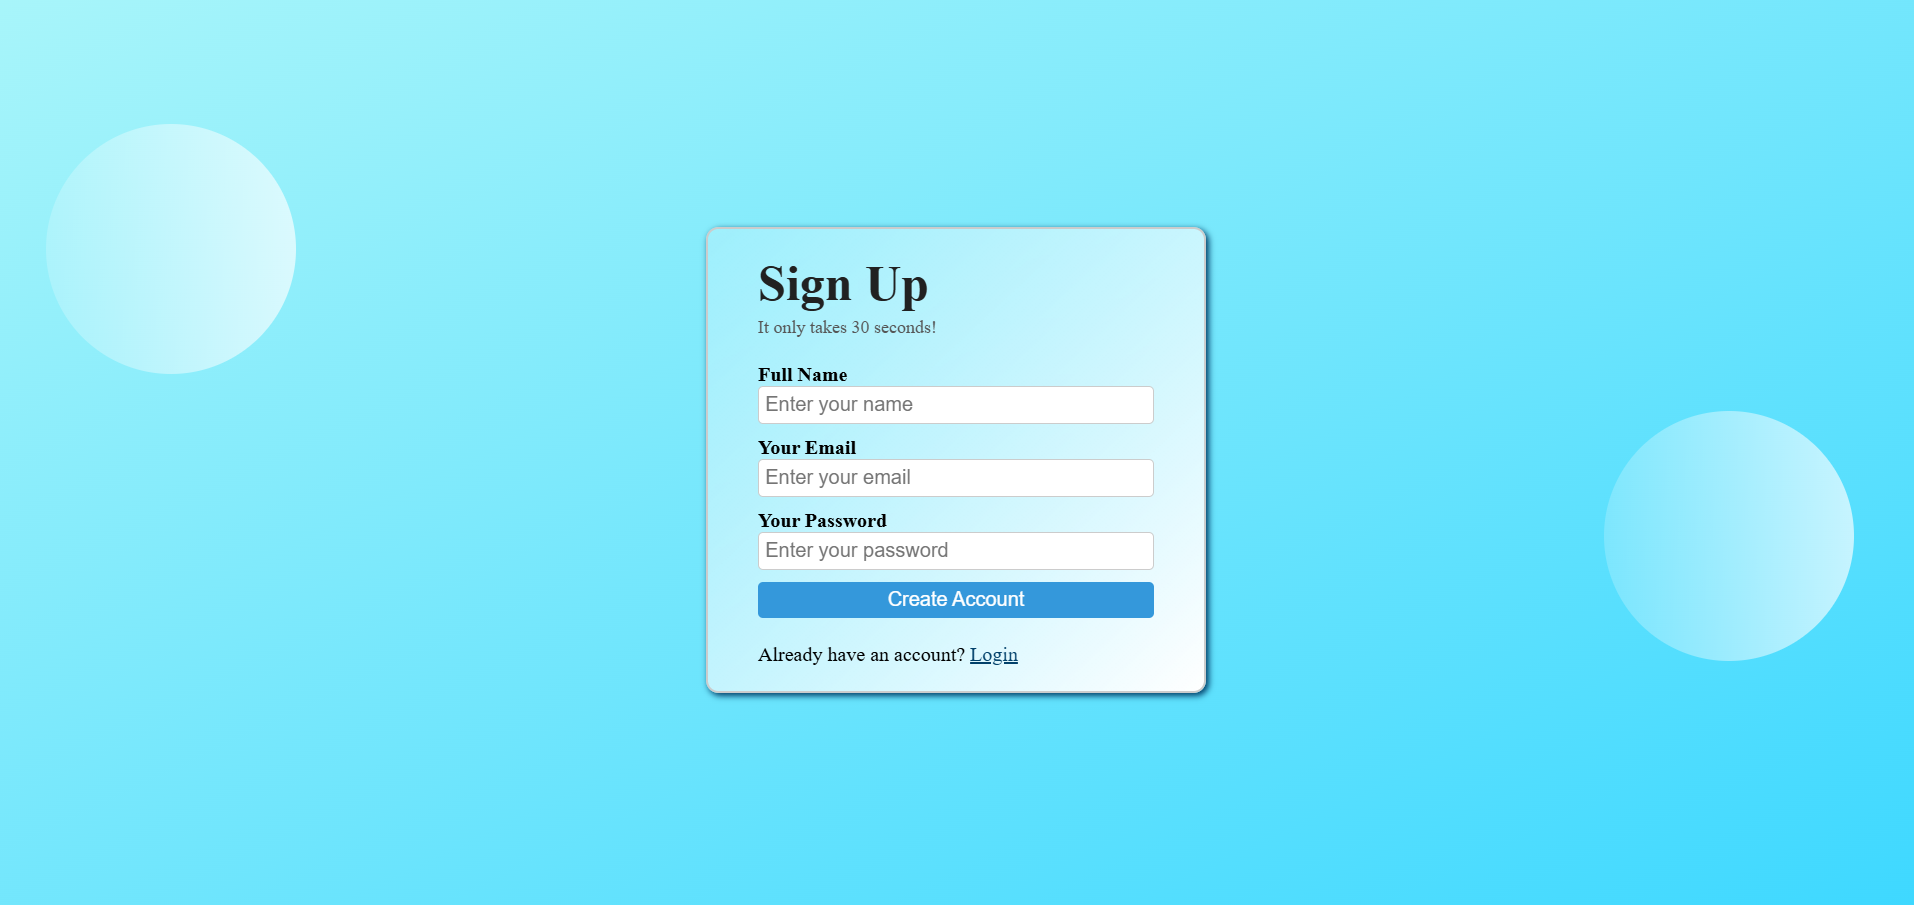 Sign Up
It only takes 30 seconds!
Full Name
Enter your name
Your Email
Enter your email
Your Password
Enter your password
Create Account
Already have an account? Login